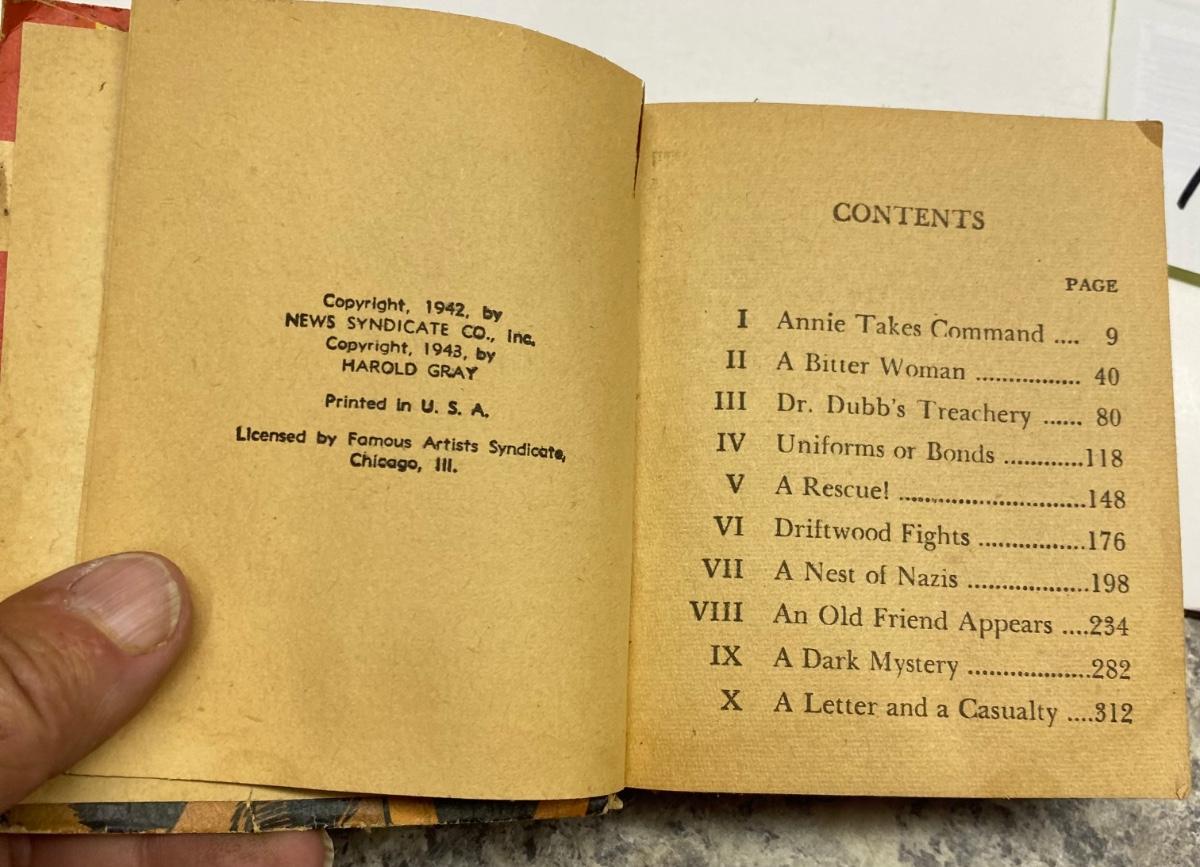 Copyright, 1942, by
NEWS SYNDICATE CO., Inc.
Copyright, 1943, by
HAROLD GRAY
Printed in U. S. A.
Licensed by Famous Artists Syndicate,
Chicago, Ill.
CONTENTS
PAGE
I Annie Takes Command .... 9
II A Bitter Woman ................ 40
III Dr. Dubb's Treachery ...... 80
IV Uniforms or Bonds ............118
V A Rescue! ............................148
VI Driftwood Fights ................176
VII A Nest of Nazis ..................198
VIII An Old Friend Appears ....234
IX A Dark Mystery ..................282
X A Letter and a Casualty ....312